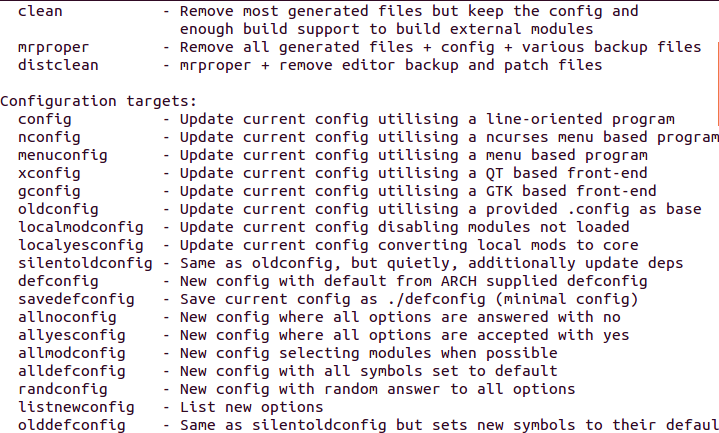 clean           - Remove most generated files but keep the config and
                  enough build support to build external modules
mrproper        - Remove all generated files + config + various backup files
distclean       - mrproper + remove editor backup and patch files
Configuration targets:
config          - Update current config utilising a line-oriented program
nconfig         - Update current config utilising a ncurses menu based program
menuconfig      - Update current config utilising a menu based program
xconfig         - Update current config utilising a QT based front-end
gconfig         - Update current config utilising a GTK based front-end
oldconfig       - Update current config utilising a provided .config as base
localmodconfig  - Update current config disabling modules not loaded
localyesconfig  - Update current config converting local mods to core
silentoldconfig - Same as oldconfig, but quietly, additionally update deps
defconfig       - New config with default from ARCH supplied defconfig
savedefconfig   - Save current config as ./defconfig (minimal config)
allnoconfig     - New config where all options are answered with no
allyesconfig    - New config where all options are accepted with yes
allmodconfig    - New config selecting modules when possible
alldefconfig    - New config with all symbols set to default
randconfig      - New config with random answer to all options
listnewconfig   - List new options
olddefconfig    - Same as silentoldconfig but sets new symbols to their defaul